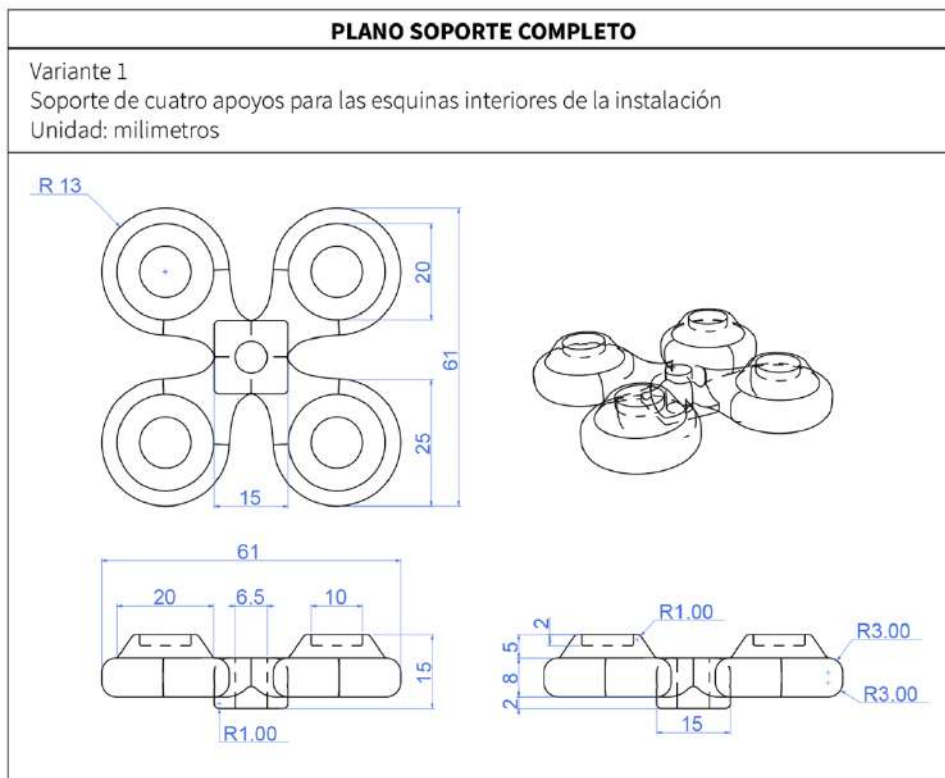 PLANO SOPORTE COMPLETO
Variante 1
Soporte de cuatro apoyos para las esquinas interiores de la instalación
Unidad: milimetros
R 13
20
61
25
15
61
20
6.5
10
15
R1.00
2
5
8
2
R1.00
R3.00
R3.00
15